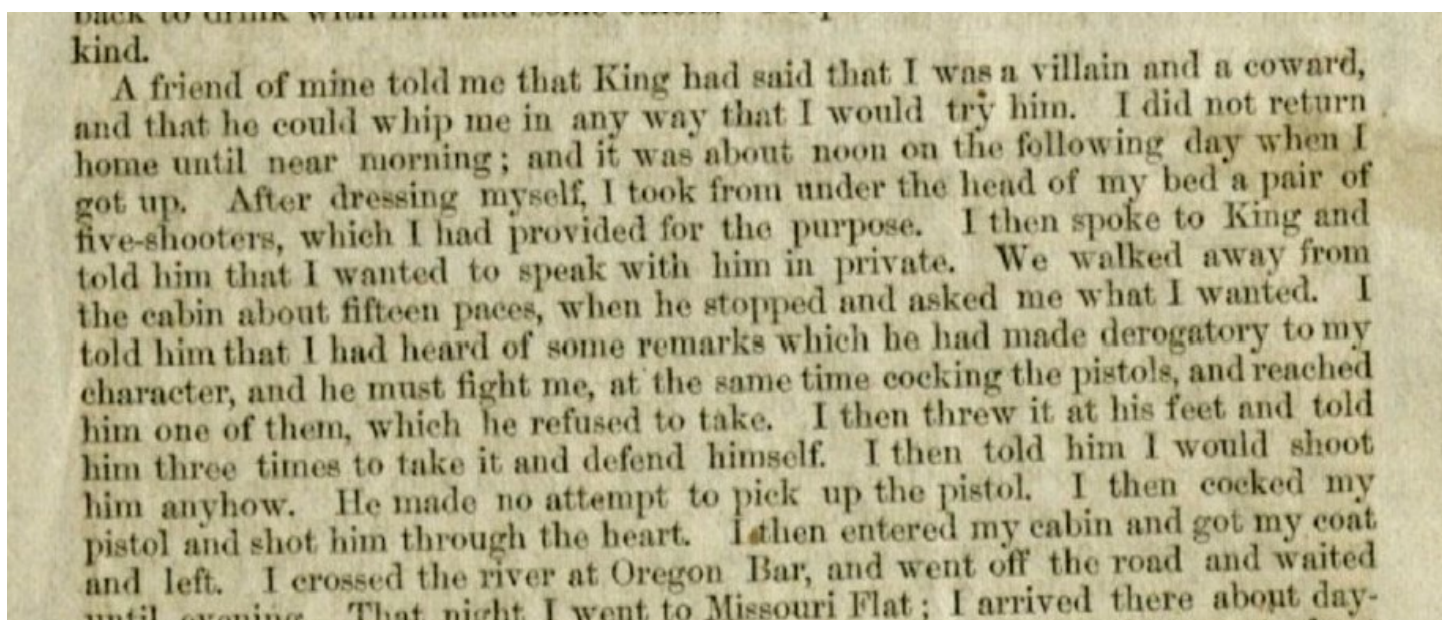 back to drink with him and some others.
kind.
A friend of mine told me that King had said that I was a villain and a coward,
and that he could whip me in any way that I would try him. I did not return
home until near morning; and it was about noon on the following day when I
got up. After dressing myself, I took from under the head of my bed a pair of
five-shooters, which I had provided for the purpose. I then spoke to King and
told him that I wanted to speak with him in private. We walked away from
the cabin about fifteen paces, when he stopped and asked me what I wanted. I
told him that I had heard of some remarks which he had made derogatory to my
character, and he must fight me, at the same time cocking the pistols, and reached
him one of them, which he refused to take. I then threw it at his feet and told
him three times to take it and defend himself. I then told him I would shoot
him anyhow. He made no attempt to pick up the pistol. I then cocked my
pistol and shot him through the heart. I then entered my cabin and got my coat
and left. I crossed the river at Oregon Bar, and went off the road and waited
until evening. That night I went to Missouri Flat; I arrived there about day-